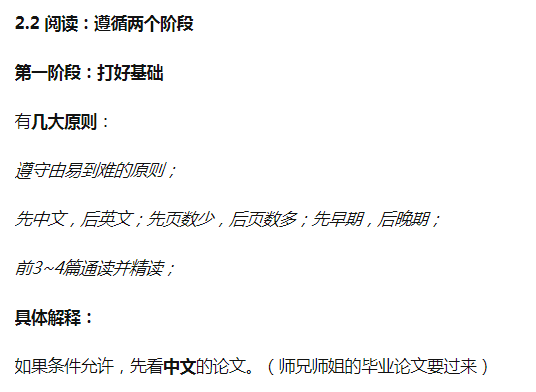 2.2 阅读：遵循两个阶段
第一阶段：打好基础
有几大原则：
遵守由易到难的原则；
先中文，后英文；先页数少，后页数多；先早期，后晚期；
前3~4篇通读并精读；
具体解释：
如果条件允许，先看中文的论文。（师兄师姐的毕业论文要过来）